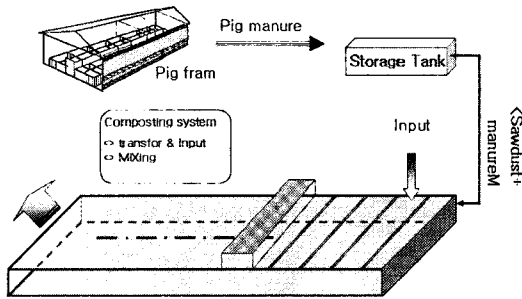 Pig manure
Pig fram
Storage Tank
Composting system
⇨ transfor & Input
⇨ MIXing
Input
<Sawdust+
manureM